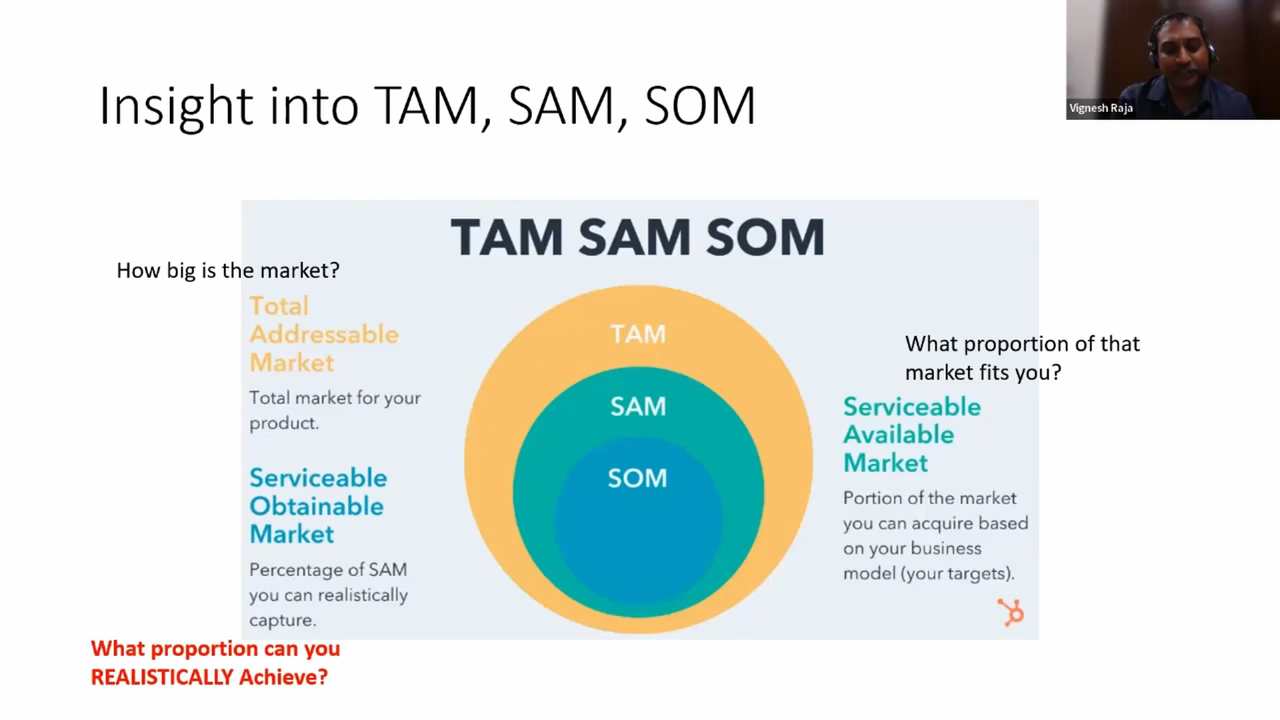 Vignesh Raja
Insight into TAM, SAM, SOM
TAM SAM SOM
How big is the market?
Total
Addressable
Market
Total market for your
product.
Serviceable
Obtainable
Market
Percentage of SAM
you can realistically
capture.
What proportion can you
REALISTICALLY Achieve?
TAM
SAM
SOM
What proportion of that
market fits you?
Serviceable
Available
Market
Portion of the market
you can acquire based
on your business
model (your targets).